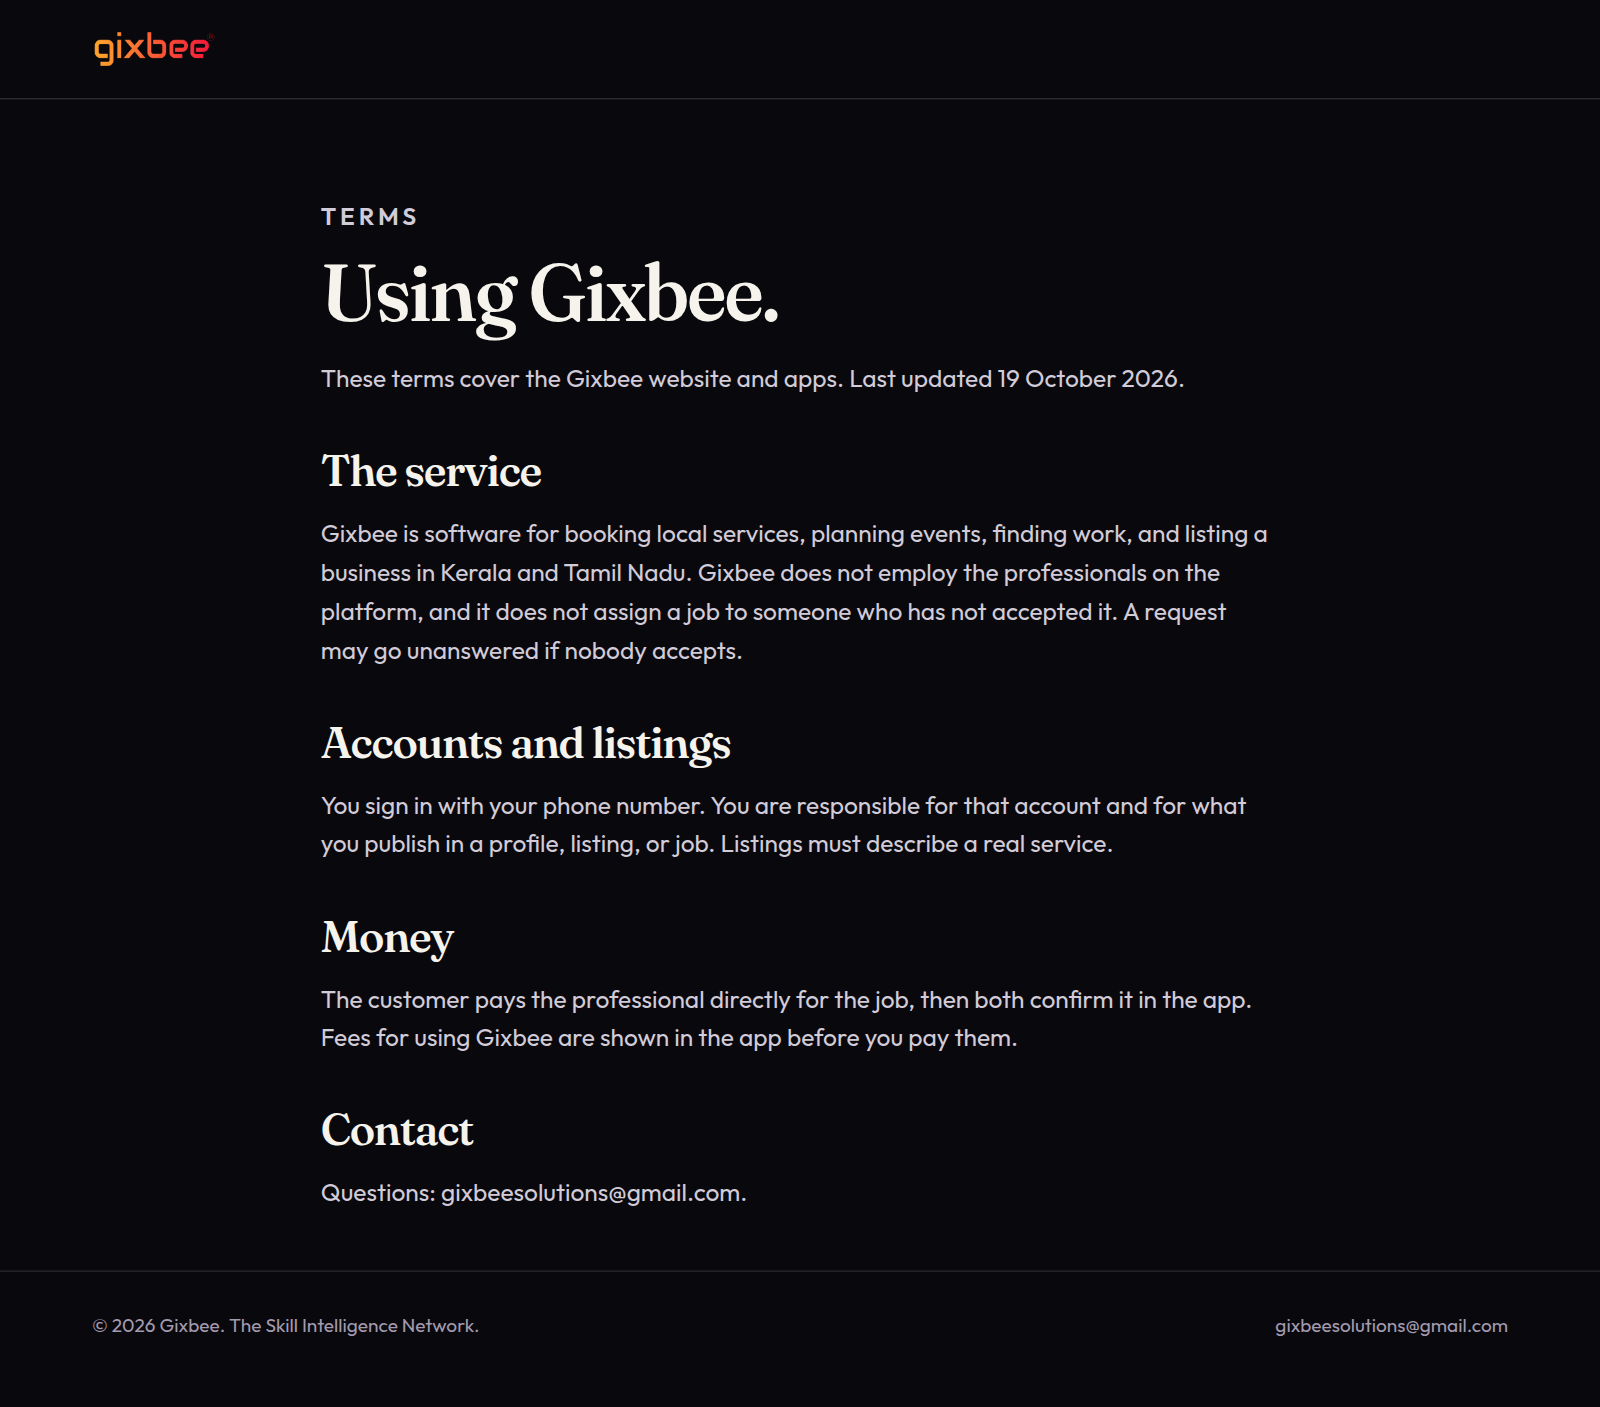 gixbee
TERMS
Using Gixbee.
These terms cover the Gixbee website and apps. Last updated 19 October 2026.
The service
Gixbee is software for booking local services, planning events, finding work, and listing a
business in Kerala and Tamil Nadu. Gixbee does not employ the professionals on the
platform, and it does not assign a job to someone who has not accepted it. A request
may go unanswered if nobody accepts.
Accounts and listings
You sign in with your phone number. You are responsible for that account and for what
you publish in a profile, listing, or job. Listings must describe a real service.
Money
The customer pays the professional directly for the job, then both confirm it in the app.
Fees for using Gixbee are shown in the app before you pay them.
Contact
Questions: gixbeesolutions@gmail.com.
© 2026 Gixbee. The Skill Intelligence Network.
gixbeesolutions@gmail.com